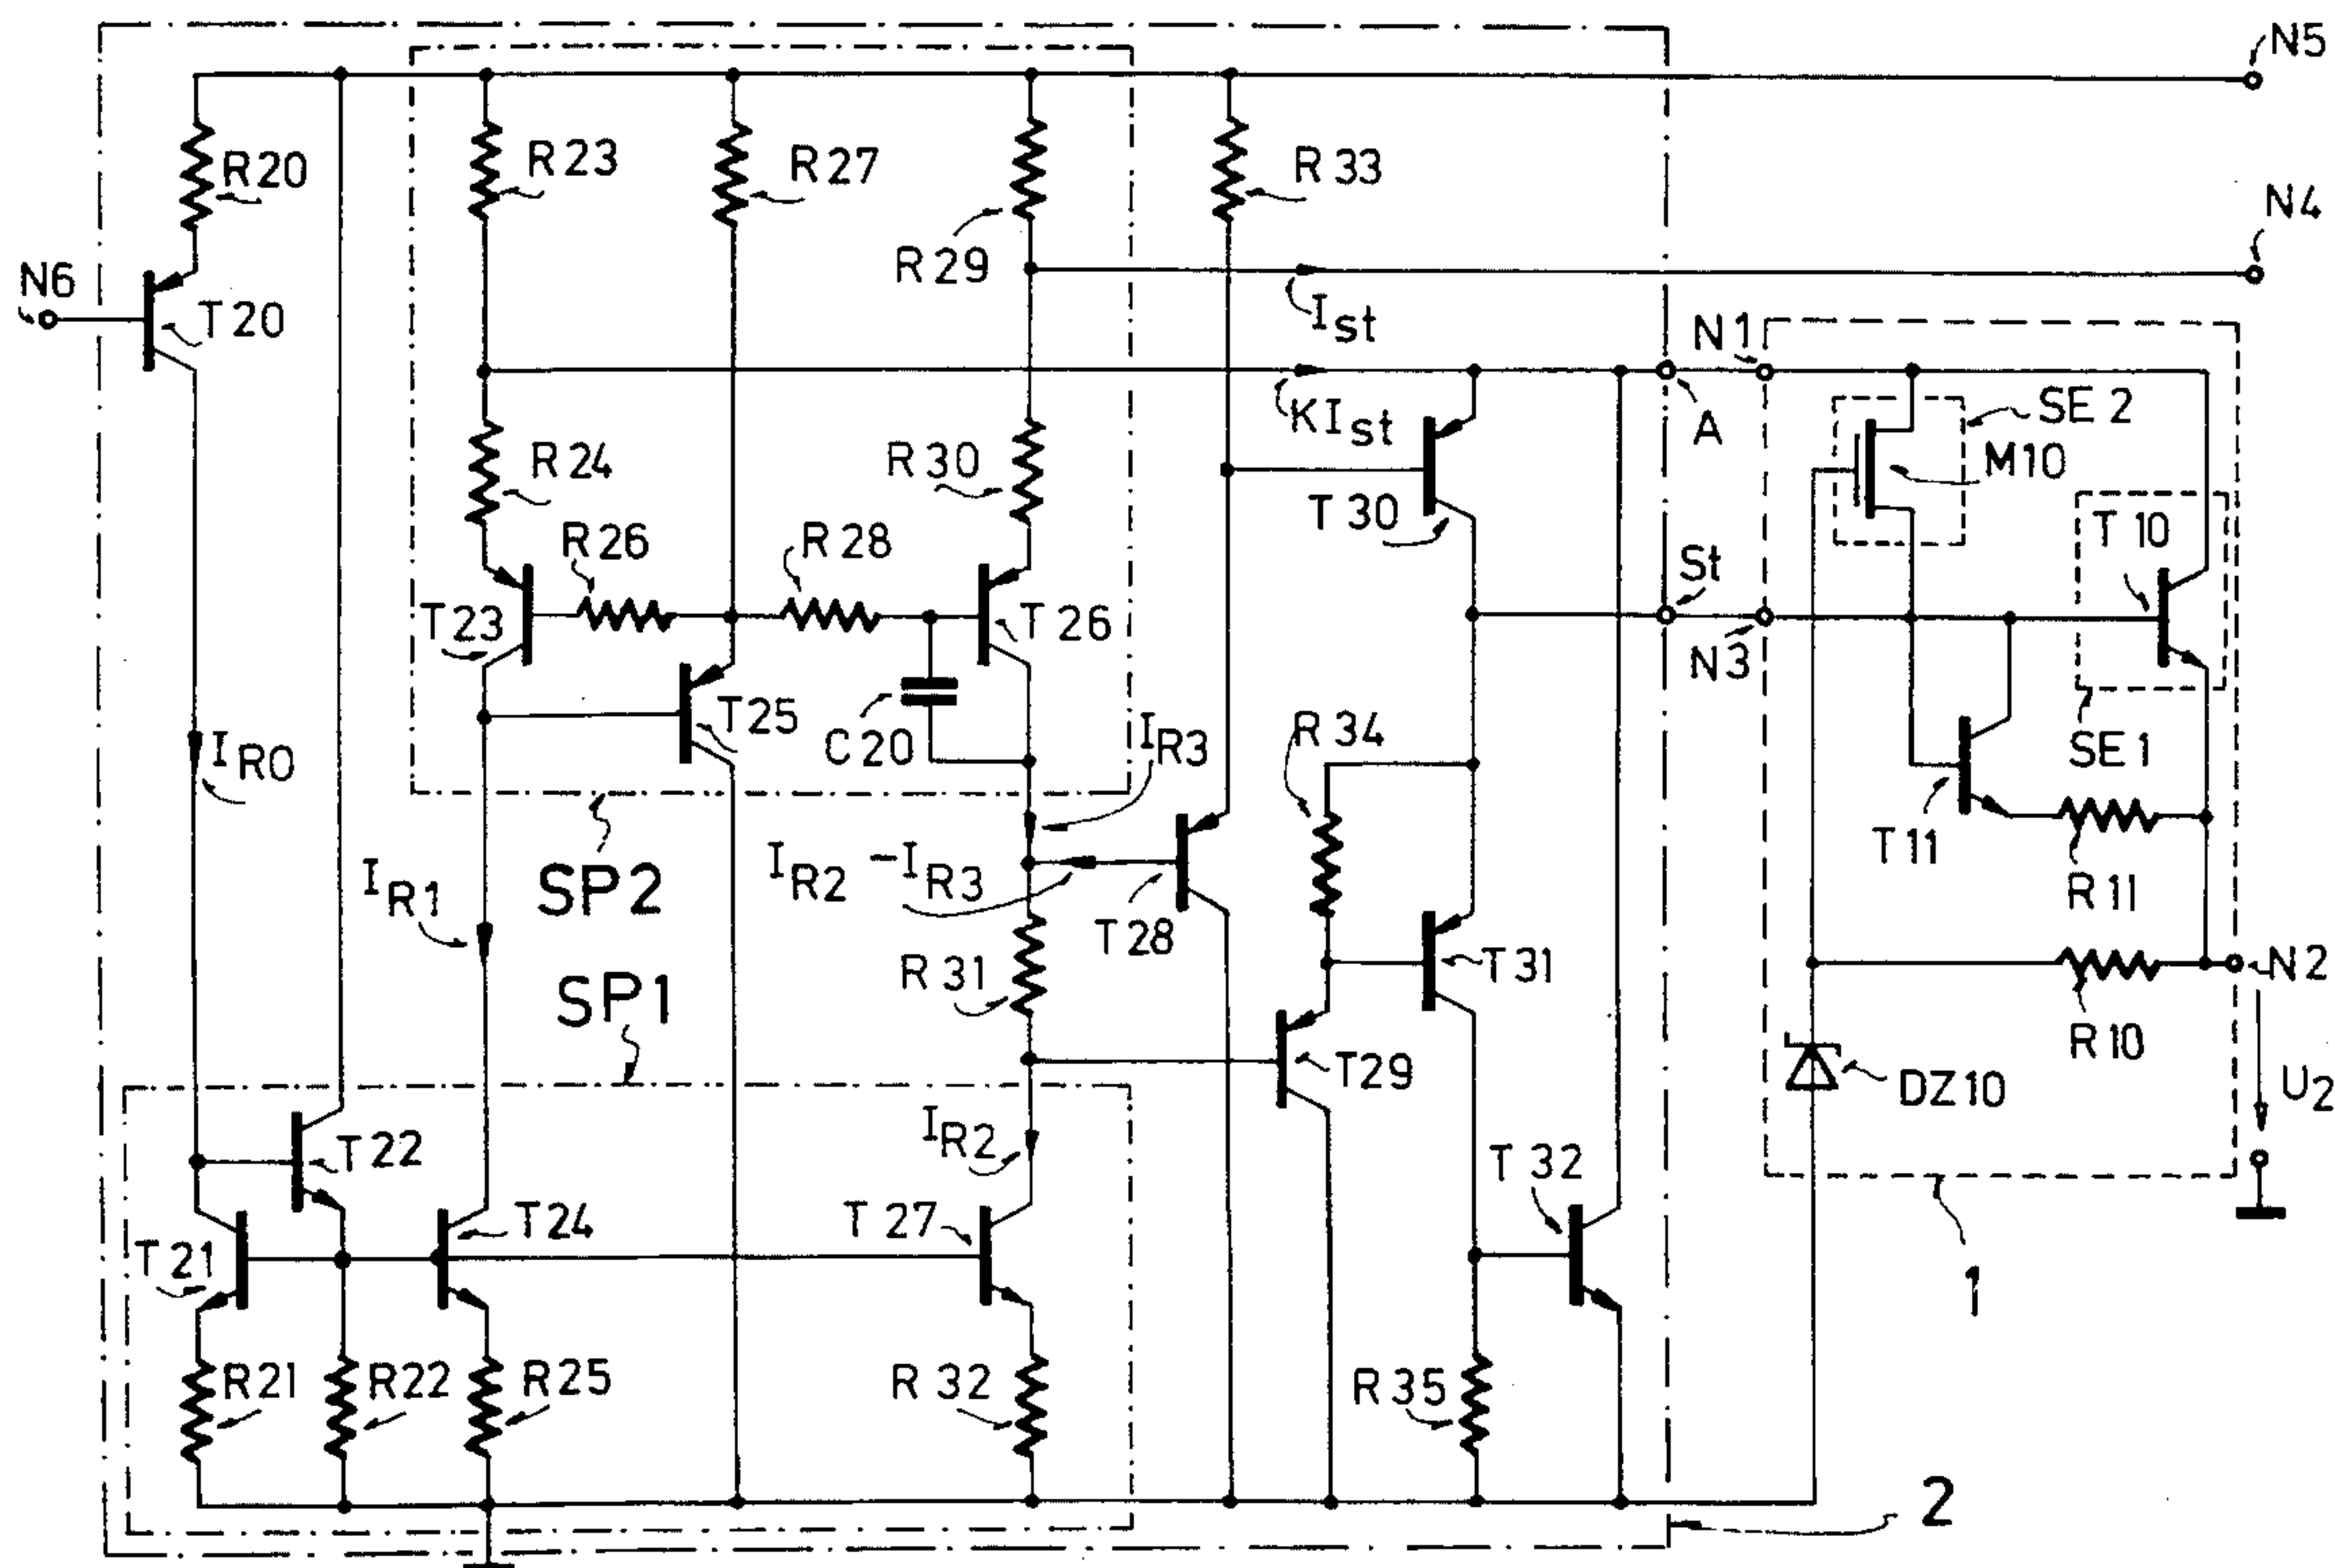 N5
R20
R23
R27
R33
N4
R29
N6
T20
Ist
N1
KIst
A
SE2
M10
R24
R30
T30
T10
R26
R28
St
T23
T26
N3
T25
C20
IR3
R34
SE1
IR0
T11
R11
IR1
SP2
IR2 -IR3
T28
R31
T31
N2
SP1
T29
R10
DZ10
U2
IR2
T22
T32
T24
T27
T21
1
R21
R22
R25
R32
R35
2